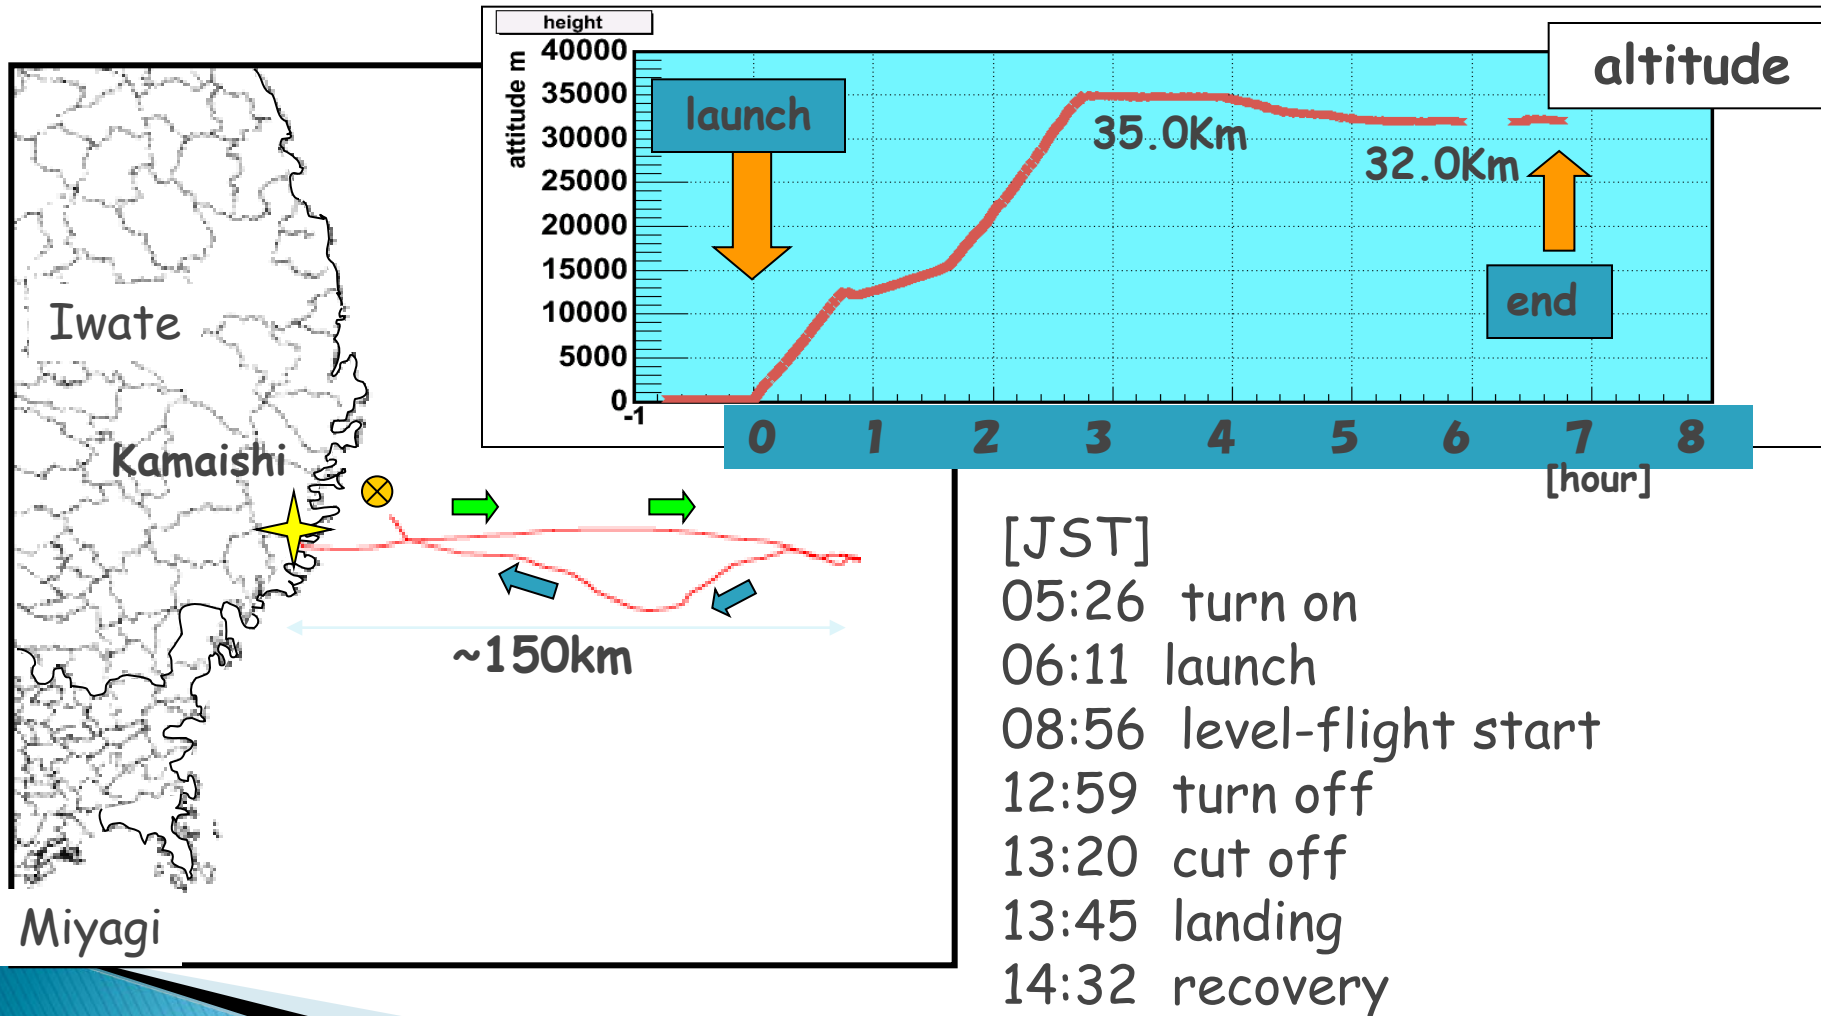 height
altitude
attitude m
40000
35000
30000
25000
20000
15000
10000
5000
0
-1
launch
35.0Km
32.0Km
end
0 1 2 3 4 5 6 7 8
[hour]
Iwate
Kamaishi
~150km
Miyagi
[JST]
05:26 turn on
06:11 launch
08:56 level-flight start
12:59 turn off
13:20 cut off
13:45 landing
14:32 recovery